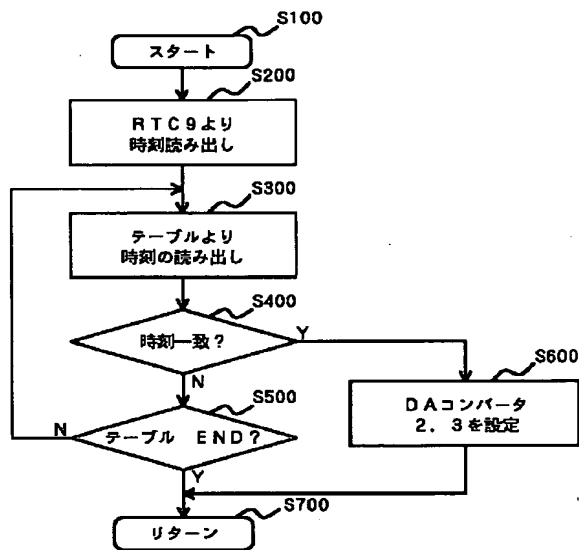 S100
スタート
S200
RTC9より
時刻読み出し
S300
テーブルより
時刻の読み出し
S400
時刻一致?
Y
N
S500
テーブル END?
N
Y
S600
DAコンバータ
2,3を設定
S700
リターン